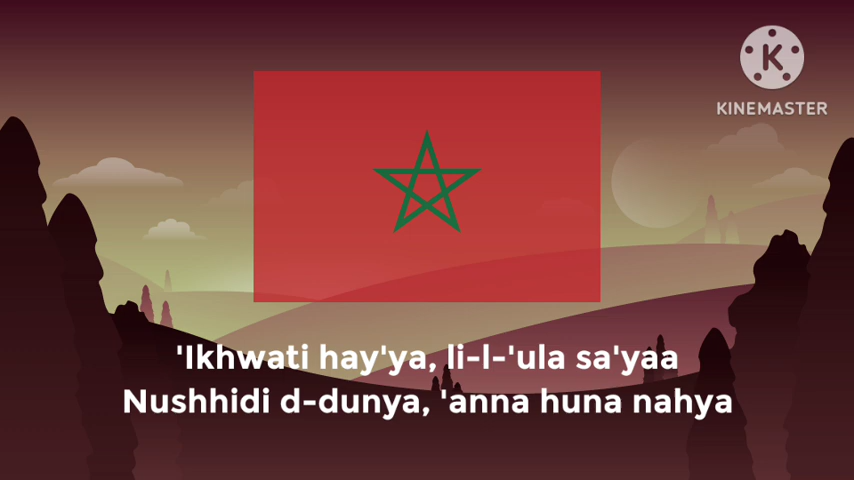 KINEMASTER
'Ikhwati hay'ya, li-l-'ula sa'yaa
Nushhidi d-dunya, 'anna huna nahya